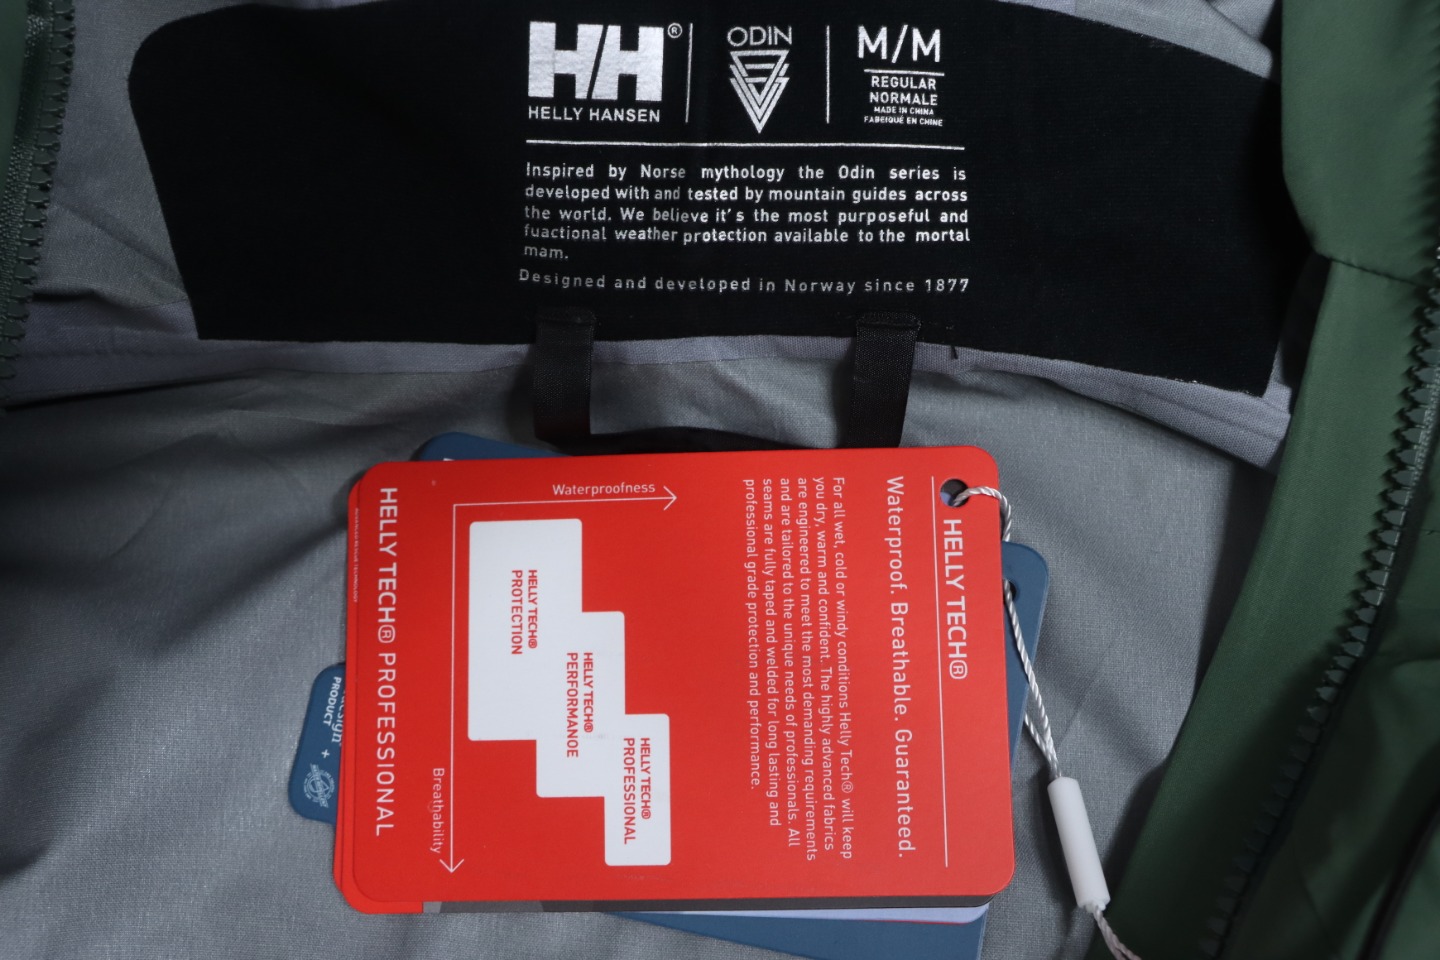 HH®
HELLY HANSEN
ODIN
M/M
REGULAR
NORMALE
MADE IN CHINA
FABEIQUÉ EN CHINE
Inspired by Norse mythology the Odin series is
developed with and tested by mountain guides across
the world. We believe it's the most purposeful and
fuactional weather protection available to the mortal
mam.
Designed and developed in Norway since 1877
HELLY TECH®
Waterproof. Breathable. Guaranteed.
For all wet, cold or windy conditions Helly Tech® will keep
you dry, warm and confident. The highly advanced fabrics
are engineered to meet the most demanding requirements
and are tailored to the unique needs of professionals. All
seams are fully taped and welded for long lasting and
professional grade protection and performance.
Waterproofness
HELLY TECH®
PROFESSIONAL
HELLY TECH®
PERFORMANOE
HELLY TECH®
PROTECTION
Breathability
HELLY TECH® PROFESSIONAL
PRODUCT +